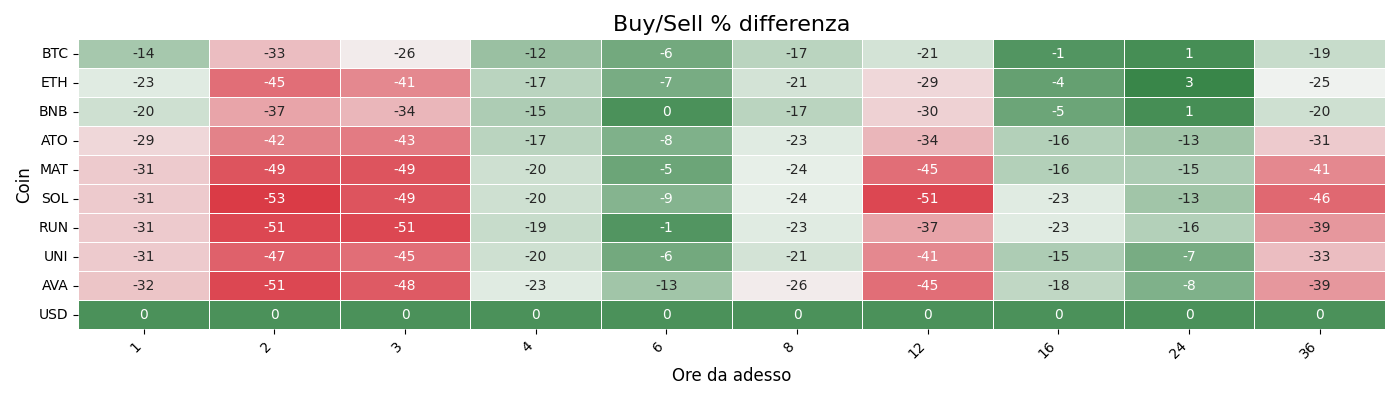 Buy/Sell % differenza
BTC -14 -33 -26 -12 -6 -17 -21 -1 1 -19
ETH -23 -45 -41 -17 -7 -21 -29 -4 3 -25
BNB -20 -37 -34 -15 0 -17 -30 -5 1 -20
ATO -29 -42 -43 -17 -8 -23 -34 -16 -13 -31
MAT -31 -49 -49 -20 -5 -24 -45 -16 -15 -41
SOL -31 -53 -49 -20 -9 -24 -51 -23 -13 -46
RUN -31 -51 -51 -19 -1 -23 -37 -23 -16 -39
UNI -31 -47 -45 -20 -6 -21 -41 -15 -7 -33
AVA -32 -51 -48 -23 -13 -26 -45 -18 -8 -39
USD 0 0 0 0 0 0 0 0 0 0
Coin
1 2 3 4 6 8 12 16 24 36
Ore da adesso